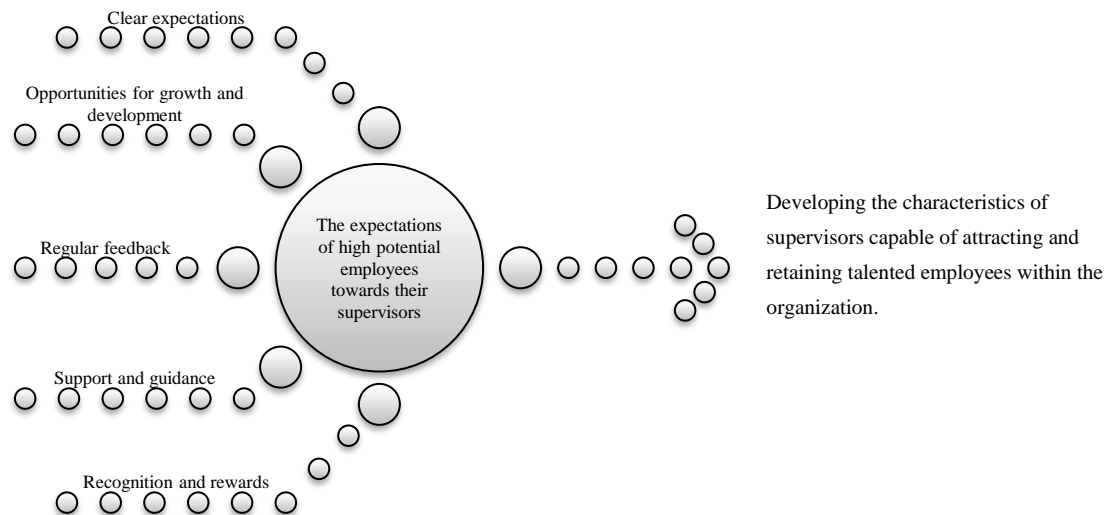 Clear expectations
Opportunities for growth and
development
Regular feedback
Support and guidance
Recognition and rewards
The expectations
of high potential
employees
towards their
supervisors
Developing the characteristics of
supervisors capable of attracting and
retaining talented employees within the
organization.